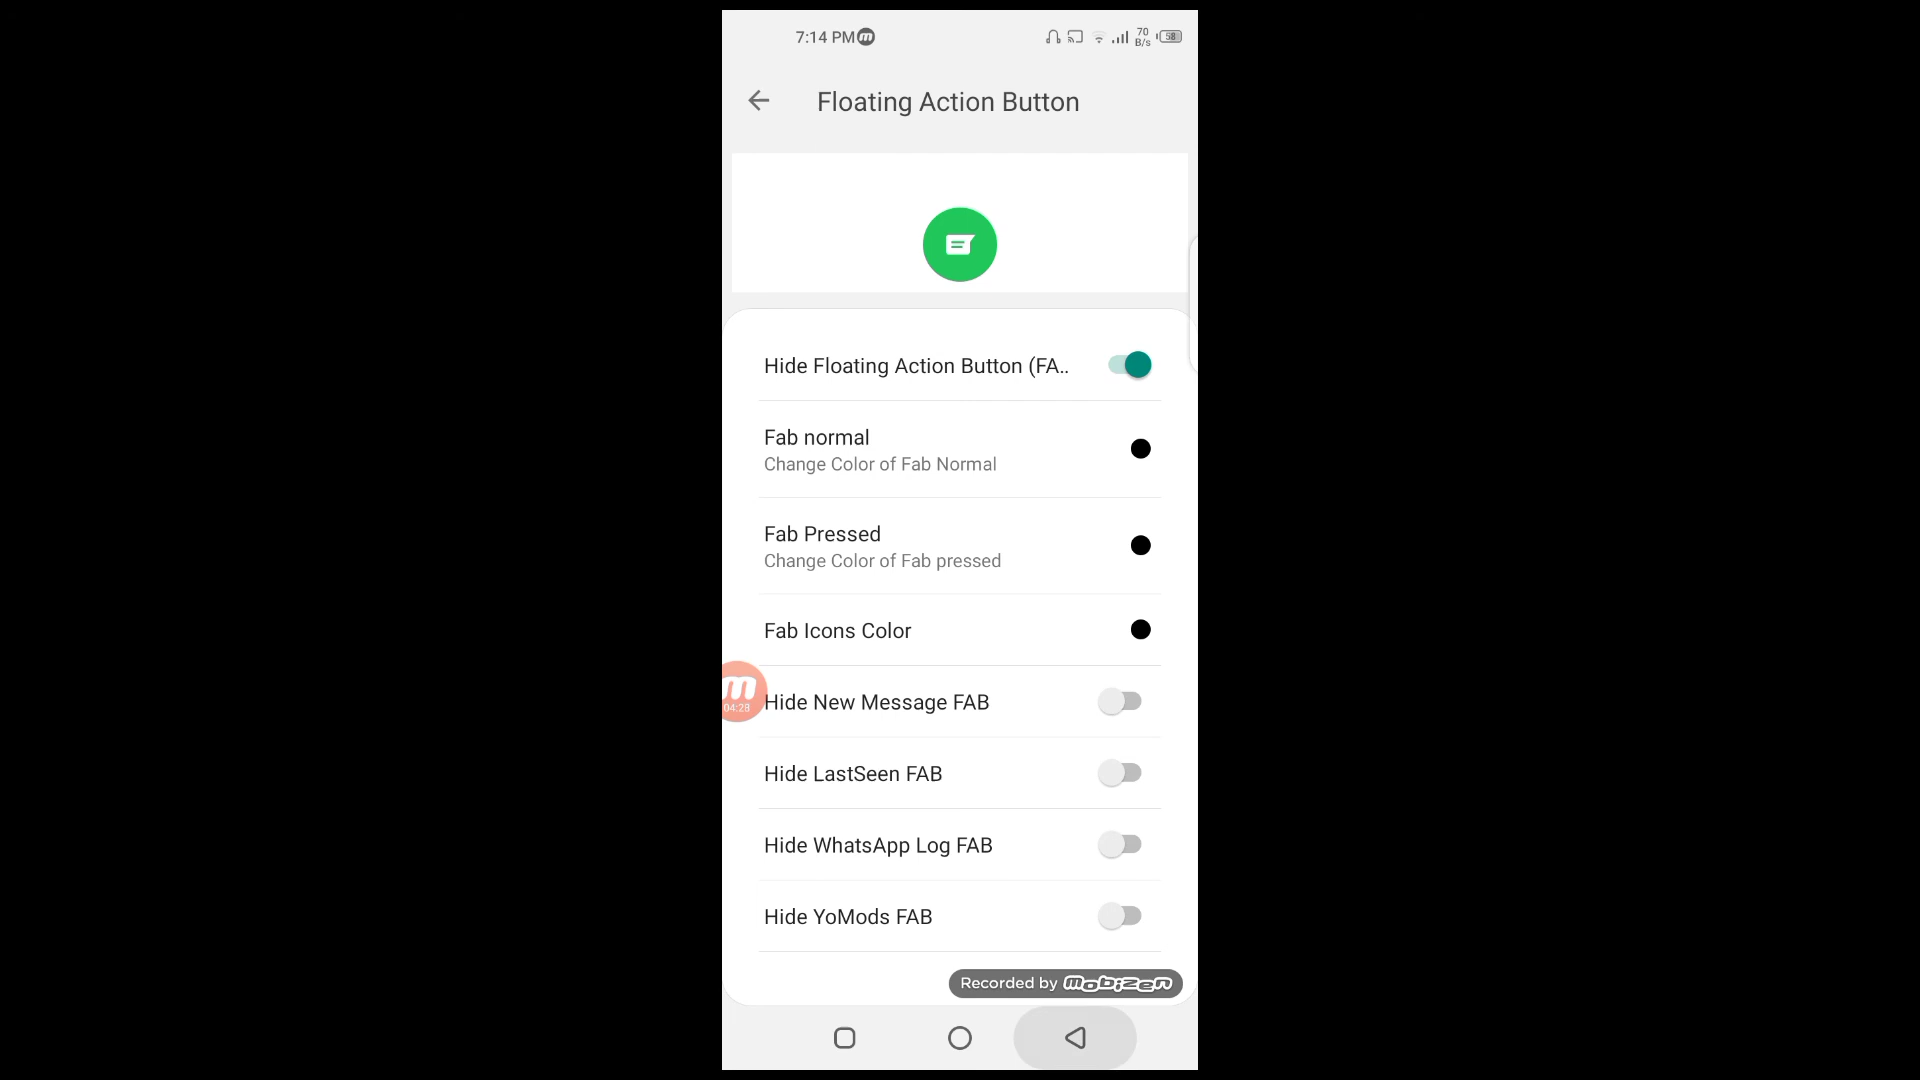 7:14 PM
70
B/s
58
Floating Action Button
Hide Floating Action Button (FA..
Fab normal
Change Color of Fab Normal
Fab Pressed
Change Color of Fab pressed
Fab Icons Color
04:28
Hide New Message FAB
Hide LastSeen FAB
Hide WhatsApp Log FAB
Hide YoMods FAB
Recorded by mobizen